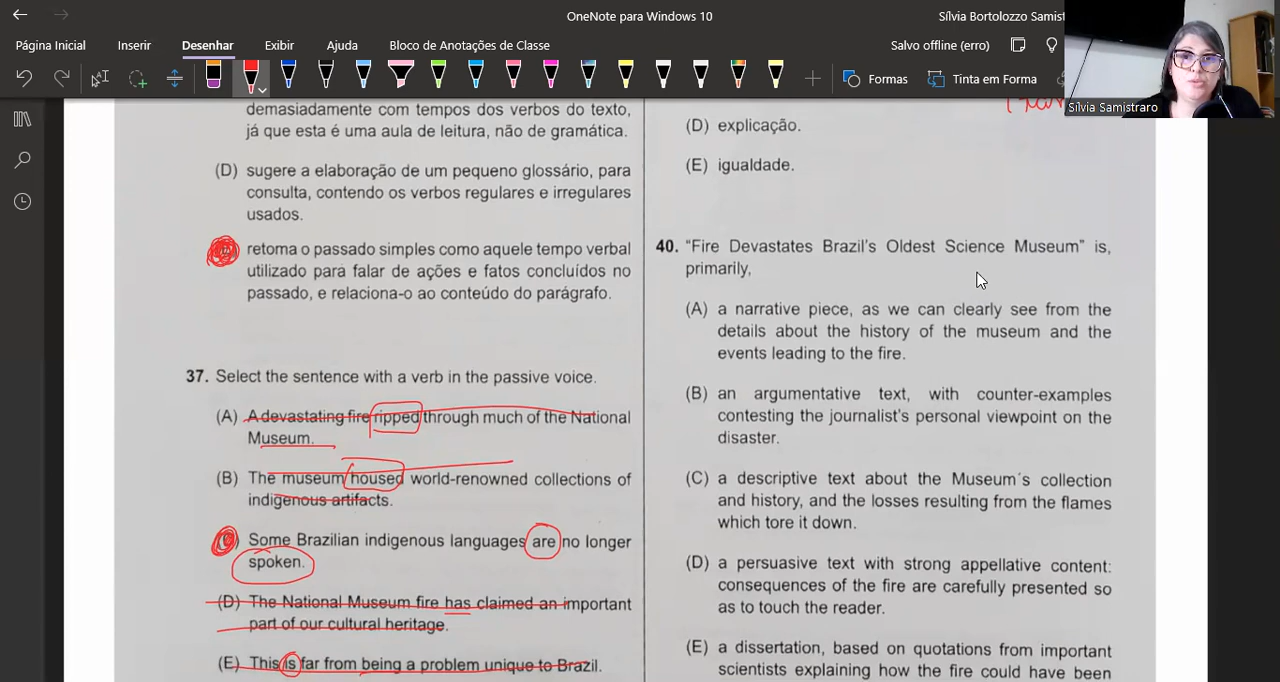 OneNote para Windows 10
Sílvia Bortolozzo Samist
Página Inicial
Inserir
Desenhar
Exibir
Ajuda
Bloco de Anotações de Classe
Salvo offline (erro)
Formas
Tinta em Forma
Sílvia Samistraro
demasiadamente com tempos dos verbos do texto,
já que esta é uma aula de leitura, não de gramática.
(D) sugere a elaboração de um pequeno glossário, para
consulta, contendo os verbos regulares e irregulares
usados.
retoma o passado simples como aquele tempo verbal
utilizado para falar de ações e fatos concluídos no
passado, e relaciona-o ao conteúdo do parágrafo.
37. Select the sentence with a verb in the passive voice.
(A) A devastating fire ripped through much of the National
Museum.
(B) The museum housed world-renowned collections of
indigenous artifacts.
Some Brazilian indigenous languages are no longer
spoken.
(D) The National Museum fire has claimed an important
part of our cultural heritage.
(E) This is far from being a problem unique to Brazil.
(D) explicação.
(E) igualdade.
40. "Fire Devastates Brazil's Oldest Science Museum" is,
primarily,
(A) a narrative piece, as we can clearly see from the
details about the history of the museum and the
events leading to the fire.
(B) an argumentative text, with counter-examples
contesting the journalist's personal viewpoint on the
disaster.
(C) a descriptive text about the Museum´s collection
and history, and the losses resulting from the flames
which tore it down.
(D) a persuasive text with strong appellative content:
consequences of the fire are carefully presented so
as to touch the reader.
(E) a dissertation, based on quotations from important
scientists explaining how the fire could have been